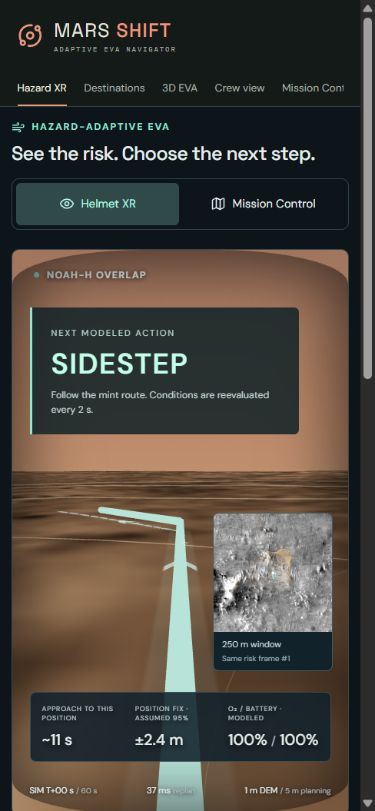 MARS SHIFT
ADAPTIVE EVA NAVIGATOR
Hazard XR Destinations 3D EVA Crew view Mission Cont
HAZARD-ADAPTIVE EVA
See the risk. Choose the next step.
Helmet XR Mission Control
NOAH-H OVERLAP
NEXT MODELED ACTION
SIDESTEP
Follow the mint route. Conditions are reevaluated
every 2 s.
250 m window
Same risk frame #1
APPROACH TO THIS
POSITION
~11 s
POSITION FIX ·
ASSUMED 95%
±2.4 m
O₂ / BATTERY ·
MODELED
100% / 100%
SIM T+00 s / 60 s 37 ms replan 1 m DEM / 5 m planning